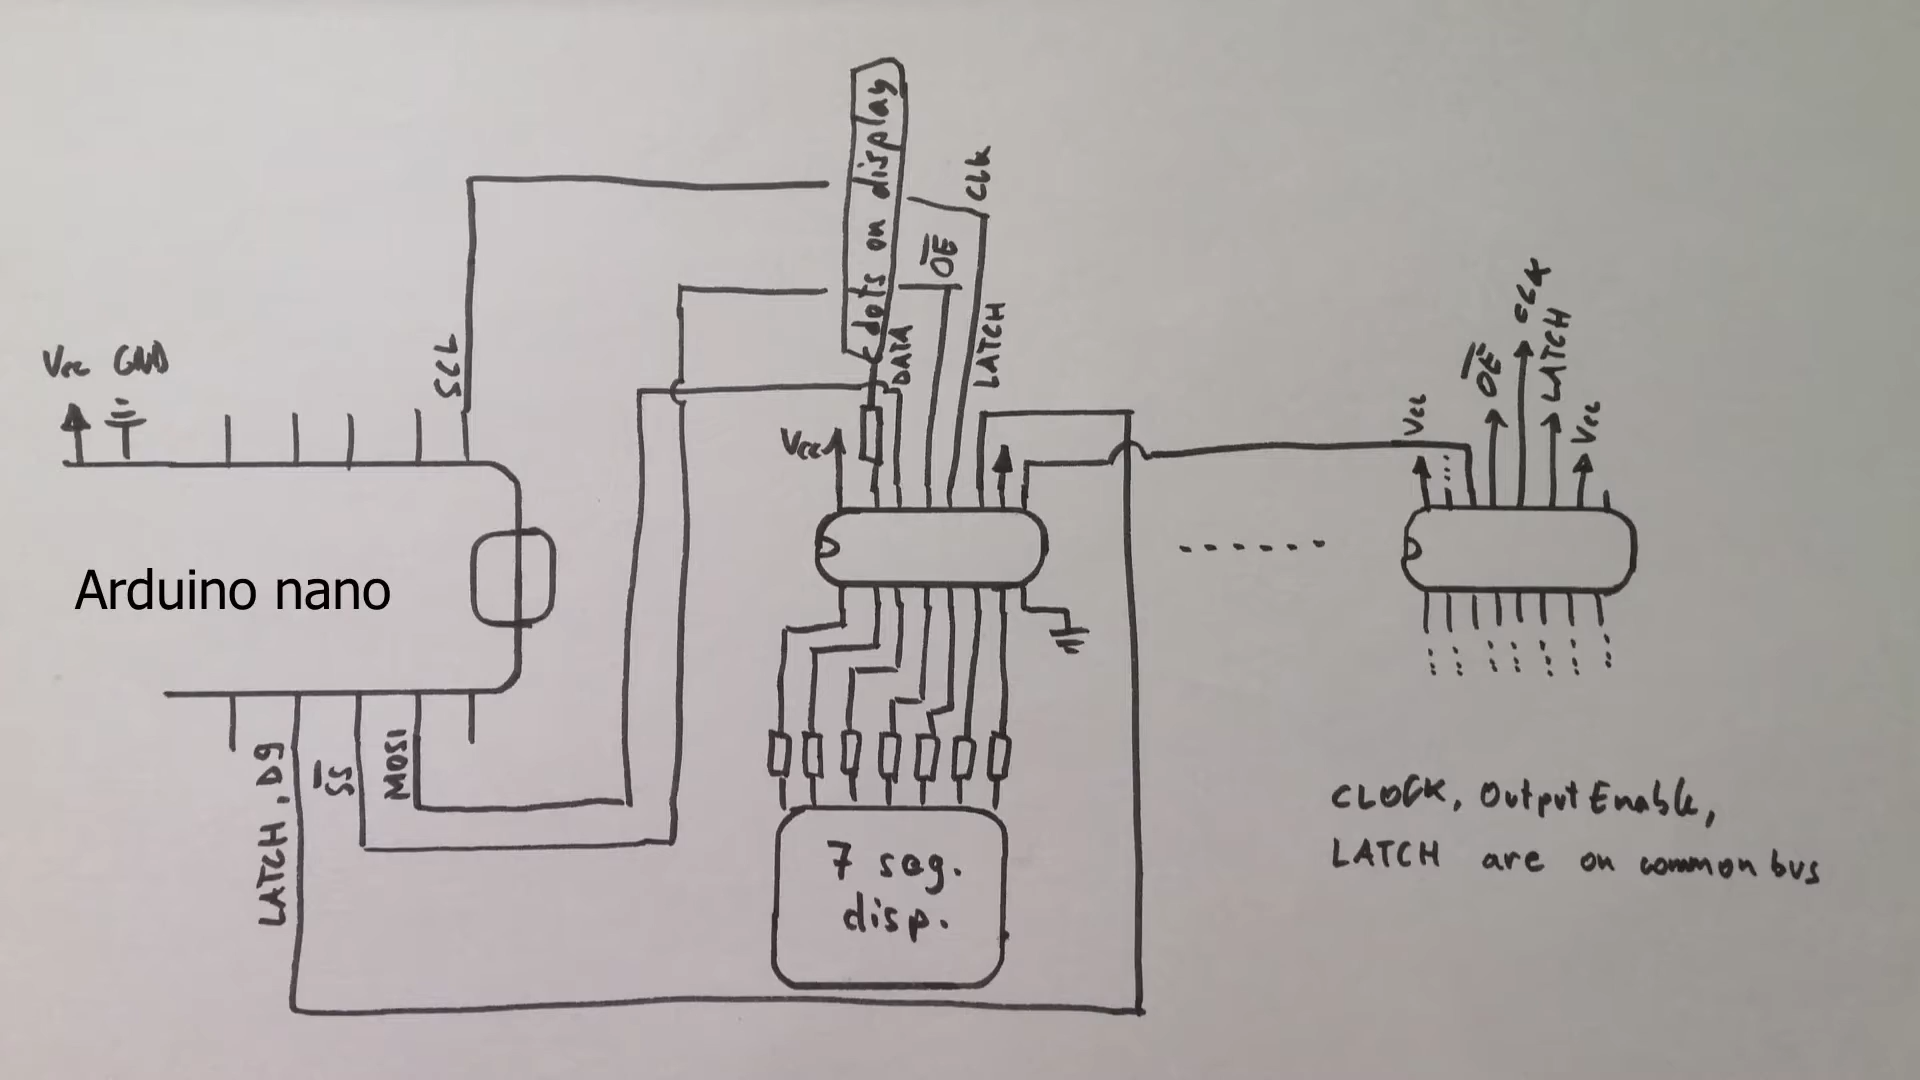 dots on display
CLK
OE
DATA
LATCH
Vcc GND
SCL
Vcc
Vcc
OE
CLK
LATCH
Vcc
Arduino nano
LATCH, D9
SS
MOSI
7 seg.
disp.
CLOCK, Output Enable,
LATCH are on common bus